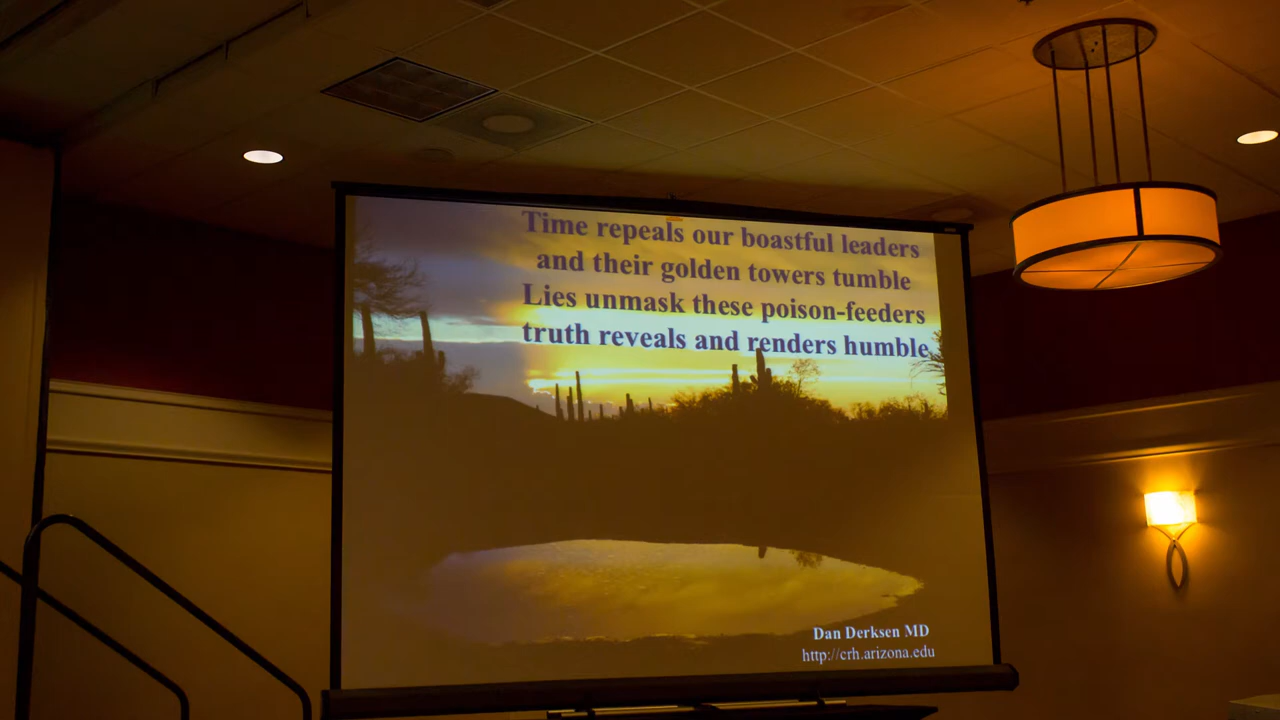 Time repeals our boastful leaders
and their golden towers tumble
Lies unmask these poison-feeders
truth reveals and renders humble
Dan Derksen MD
http://crh.arizona.edu